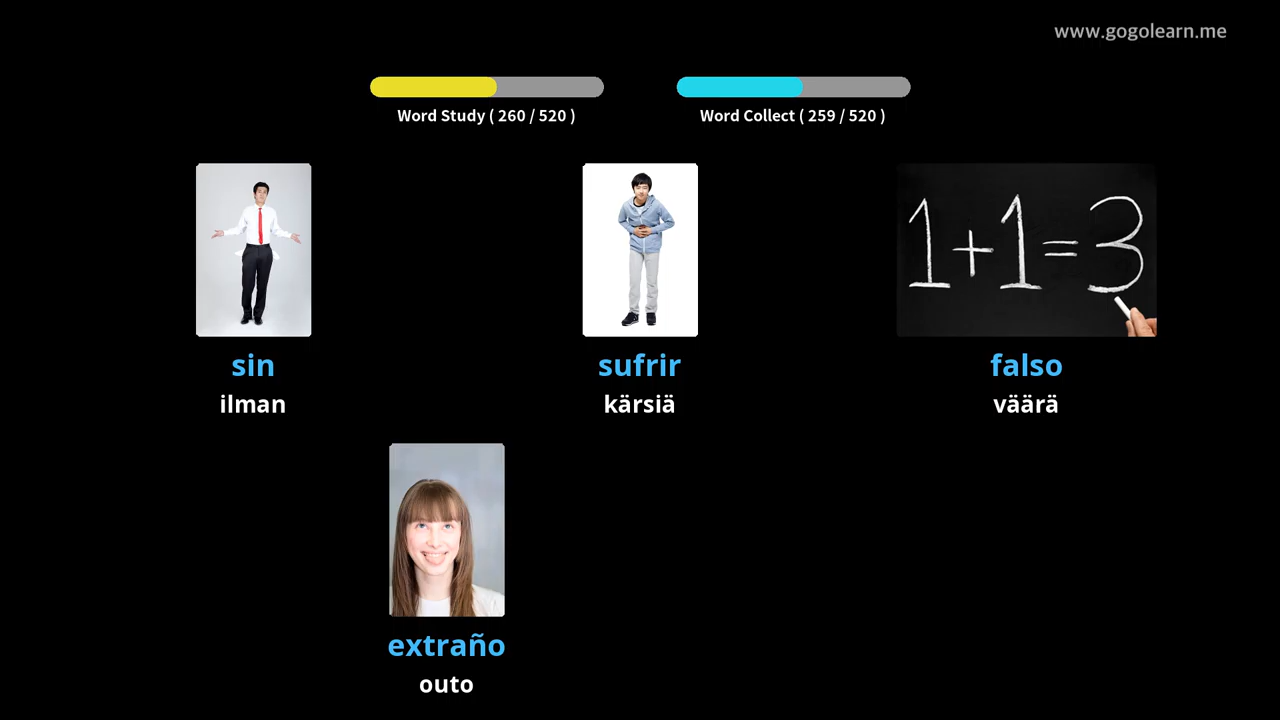 www.gogolearn.me
Word Study ( 260 / 520 )
Word Collect ( 259 / 520 )
1+1=3
sin
ilman
sufrir
kärsiä
falso
väärä
extraño
outo